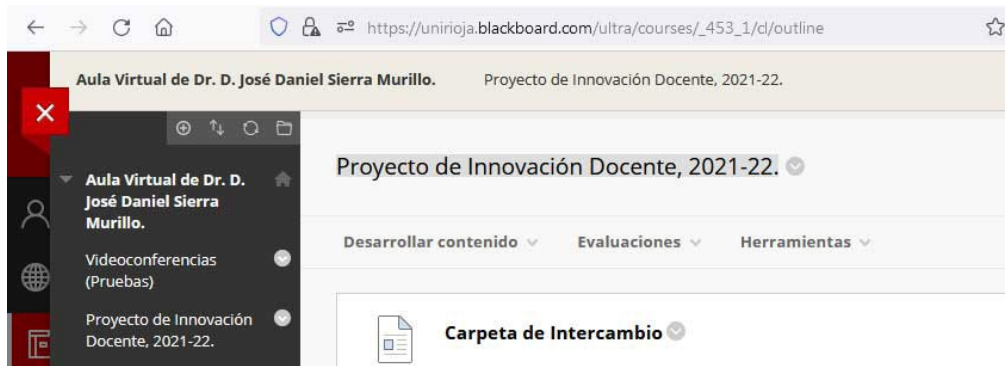 https://unirioja.blackboard.com/ultra/courses/_453_1/cl/outline
Aula Virtual de Dr. D. José Daniel Sierra Murillo. Proyecto de Innovación Docente, 2021-22.
Aula Virtual de Dr. D.
José Daniel Sierra
Murillo.
Videoconferencias
(Pruebas)
Proyecto de Innovación
Docente, 2021-22.
Proyecto de Innovación Docente, 2021-22.
Desarrollar contenido Evaluaciones Herramientas
Carpeta de Intercambio